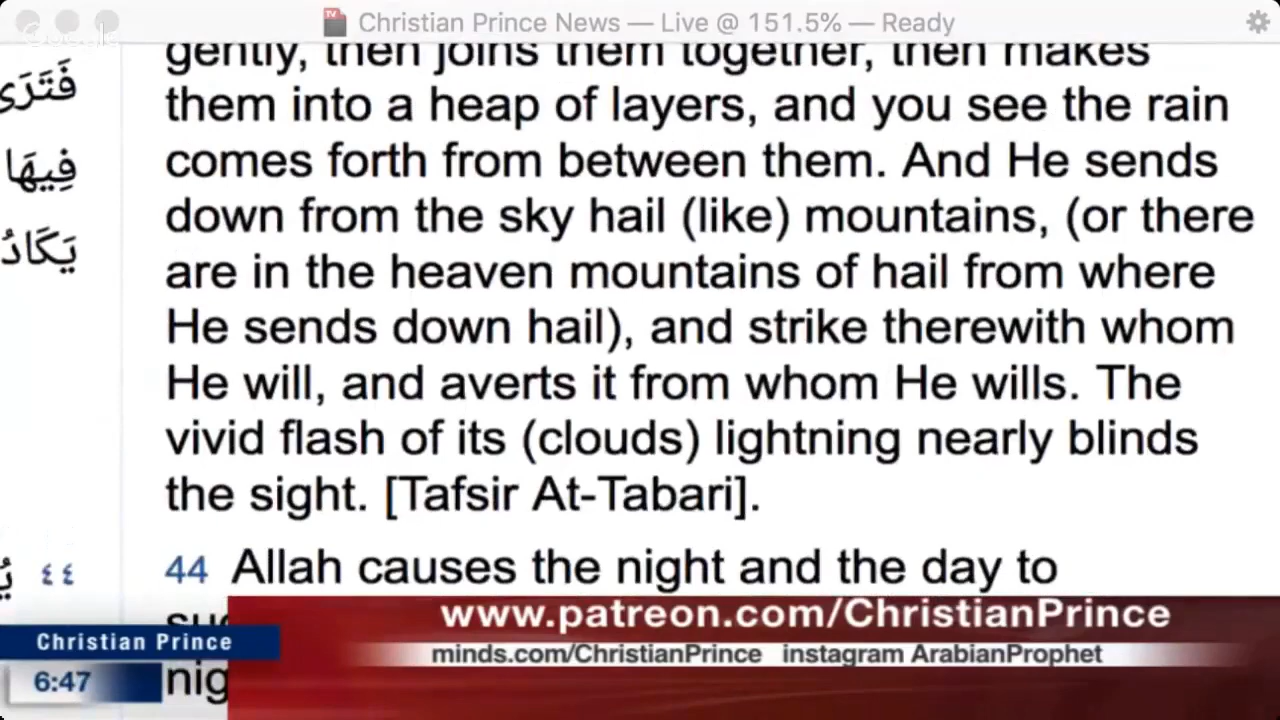 Christian Prince News — Live @ 151.5% — Ready
Google
gently, then joins them together, then makes
them into a heap of layers, and you see the rain
comes forth from between them. And He sends
down from the sky hail (like) mountains, (or there
are in the heaven mountains of hail from where
He sends down hail), and strike therewith whom
He will, and averts it from whom He wills. The
vivid flash of its (clouds) lightning nearly blinds
the sight. [Tafsir At-Tabari].
فَتَرَى
فِيهَا
يَكَادُ
٤٤
44 Allah causes the night and the day to
www.patreon.com/ChristianPrince
Christian Prince
minds.com/ChristianPrince instagram ArabianProphet
6:47
nig